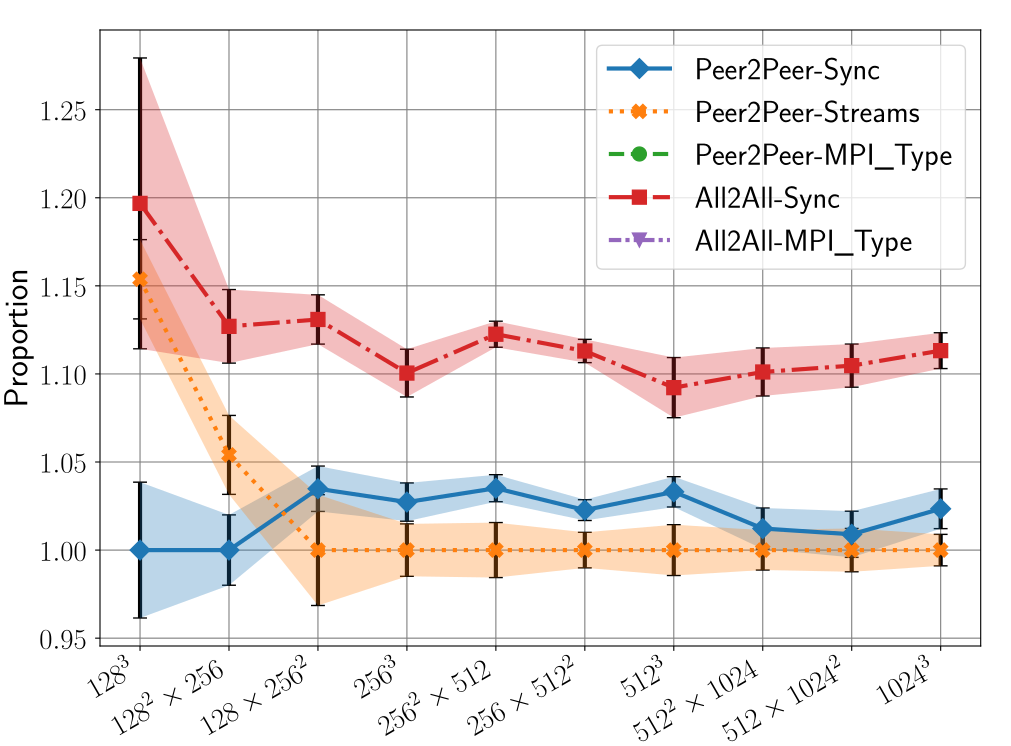 Peer2Peer-Sync
Peer2Peer-Streams
Peer2Peer-MPI_Type
All2All-Sync
All2All-MPI_Type
Proportion
1.25
1.20
1.15
1.10
1.05
1.00
0.95
128³
128² × 256
128 × 256²
256³
256² × 512
256 × 512²
512³
512² × 1024
512 × 1024²
1024³